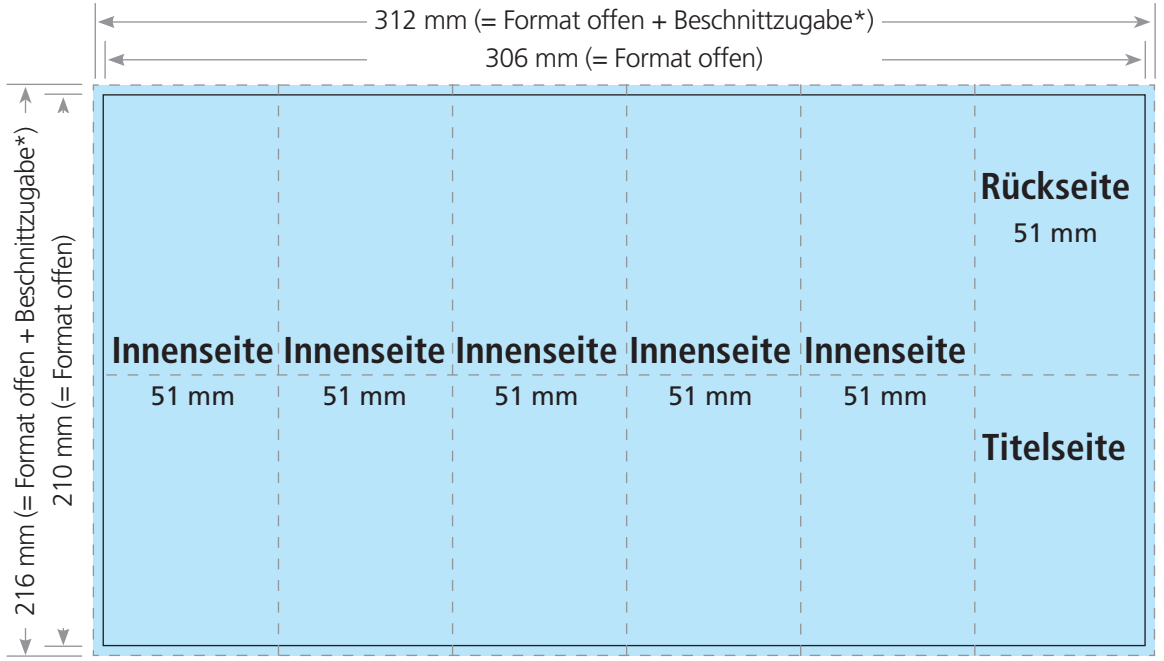 312 mm (= Format offen + Beschnittzugabe*)
306 mm (= Format offen)
216 mm (= Format offen + Beschnittzugabe*)
210 mm (= Format offen)
Rückseite
51 mm
Innenseite Innenseite Innenseite Innenseite Innenseite
51 mm 51 mm 51 mm 51 mm 51 mm
Titelseite